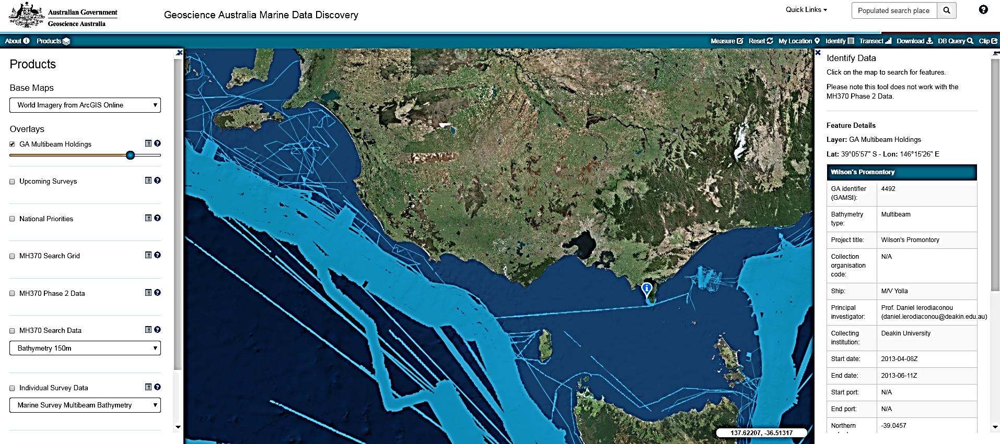 Australian Government
Geoscience Australia
Geoscience Australia Marine Data Discovery
Quick Links
Populated search place
About
Products
Measure
Reset
My Location
Identify
Transect
Download
DB Query
Clip
Products
Base Maps
World Imagery from ArcGIS Online
Overlays
GA Multibeam Holdings
Upcoming Surveys
National Priorities
MH370 Search Grid
MH370 Phase 2 Data
MH370 Search Data
Bathymetry 150m
Individual Survey Data
Marine Survey Multibeam Bathymetry
137.62207, -36.51317
Identify Data
Click on the map to search for features.
Please note this tool does not work with the
MH370 Phase 2 Data.
Feature Details
Layer: GA Multibeam Holdings
Lat: 39°05'57" S - Lon: 146°15'26" E
Wilson's Promontory
GA identifier
(GAMSI):
4492
Bathymetry
type:
Multibeam
Project title:
Wilson's Promontory
Collection
organisation
code:
N/A
Ship:
M/V Yolla
Principal
investigator:
Prof. Daniel Ierodiaconou
(daniel.ierodiaconou@deakin.edu.au)
Collecting
institution:
Deakin University
Start date:
2013-04-08Z
End date:
2013-06-11Z
Start port:
N/A
End port:
N/A
Northern
-39.0457